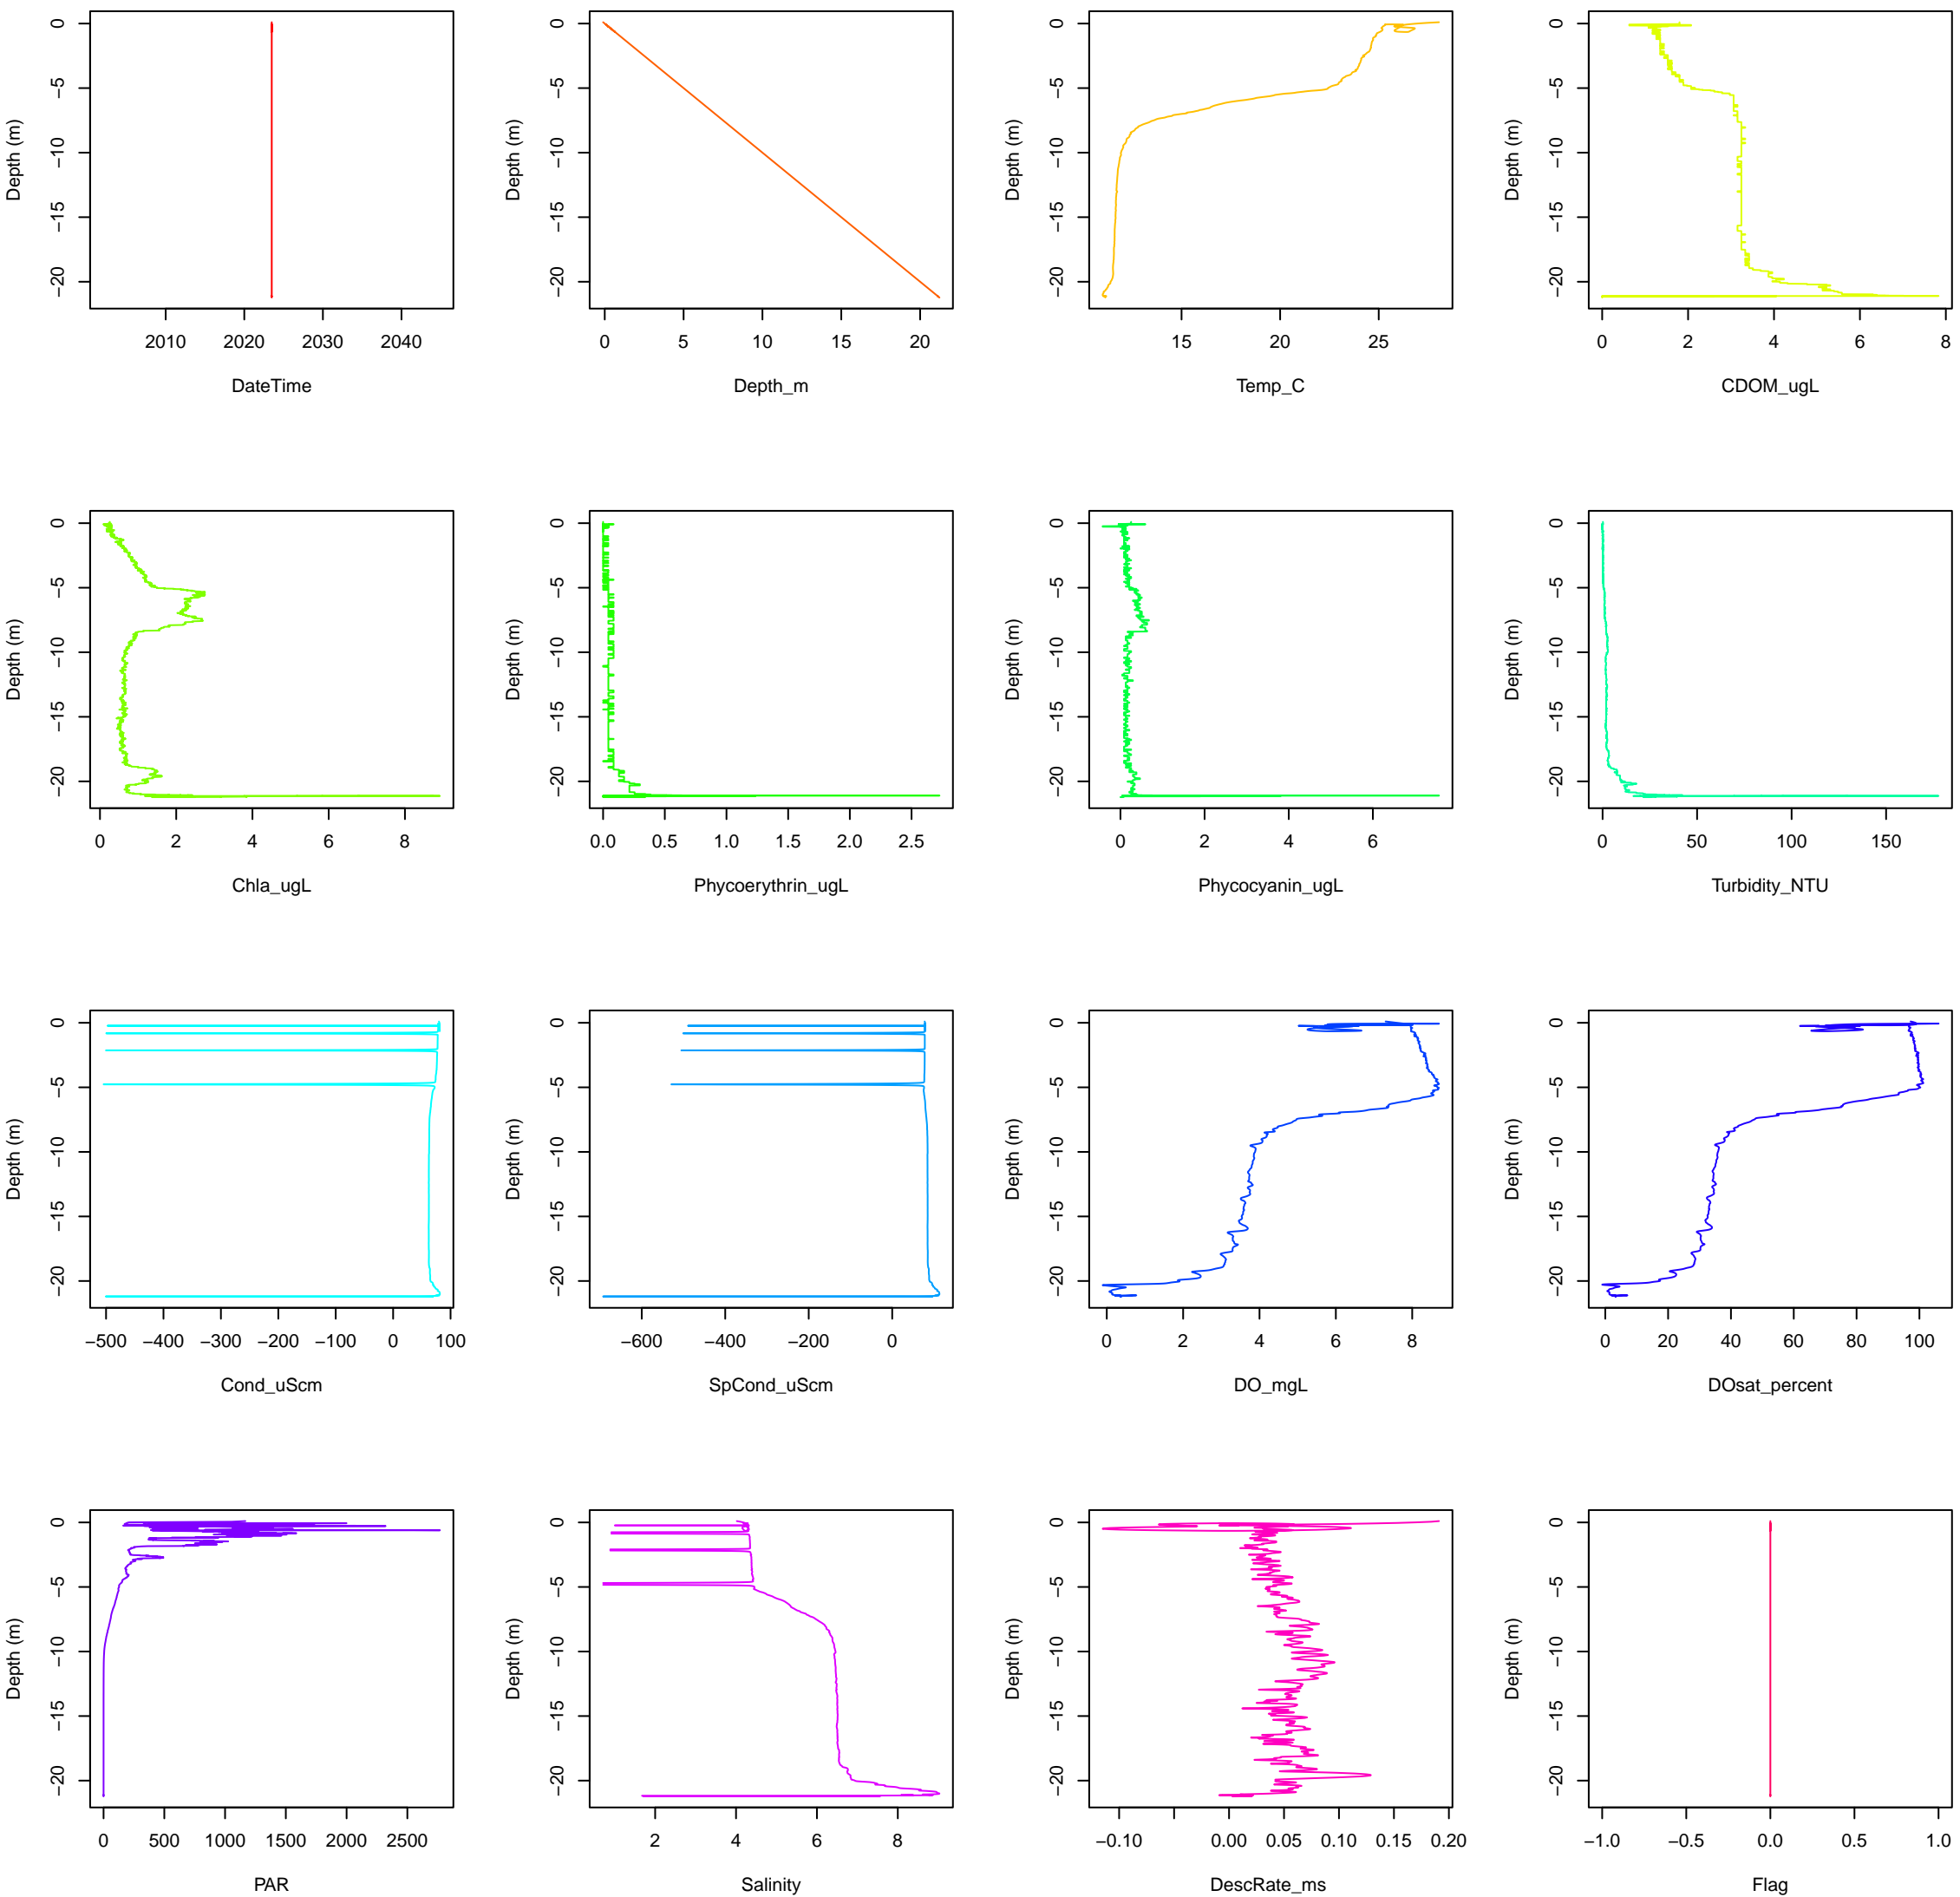 0 0 0 0
−5 −5 −5 −5
Depth (m) Depth (m) Depth (m) Depth (m)
−10 −10 −10 −10
−15 −15 −15 −15
−20 −20 −20 −20
2010 2020 2030 2040 0 5 10 15 20 15 20 25 0 2 4 6 8
DateTime Depth_m Temp_C CDOM_ugL
0 0 0 0
−5 −5 −5 −5
Depth (m) Depth (m) Depth (m) Depth (m)
−10 −10 −10 −10
−15 −15 −15 −15
−20 −20 −20 −20
0 2 4 6 8 0.0 0.5 1.0 1.5 2.0 2.5 0 2 4 6 0 50 100 150
Chla_ugL Phycoerythrin_ugL Phycocyanin_ugL Turbidity_NTU
0 0 0 0
−5 −5 −5 −5
Depth (m) Depth (m) Depth (m) Depth (m)
−10 −10 −10 −10
−15 −15 −15 −15
−20 −20 −20 −20
−500 −400 −300 −200 −100 0 100 −600 −400 −200 0 0 2 4 6 8 0 20 40 60 80 100
Cond_uScm SpCond_uScm DO_mgL DOsat_percent
0 0 0 0
−5 −5 −5 −5
Depth (m) Depth (m) Depth (m) Depth (m)
−10 −10 −10 −10
−15 −15 −15 −15
−20 −20 −20 −20
0 500 1000 1500 2000 2500 2 4 6 8 −0.10 0.00 0.05 0.10 0.15 0.20 −1.0 −0.5 0.0 0.5 1.0
PAR Salinity DescRate_ms Flag